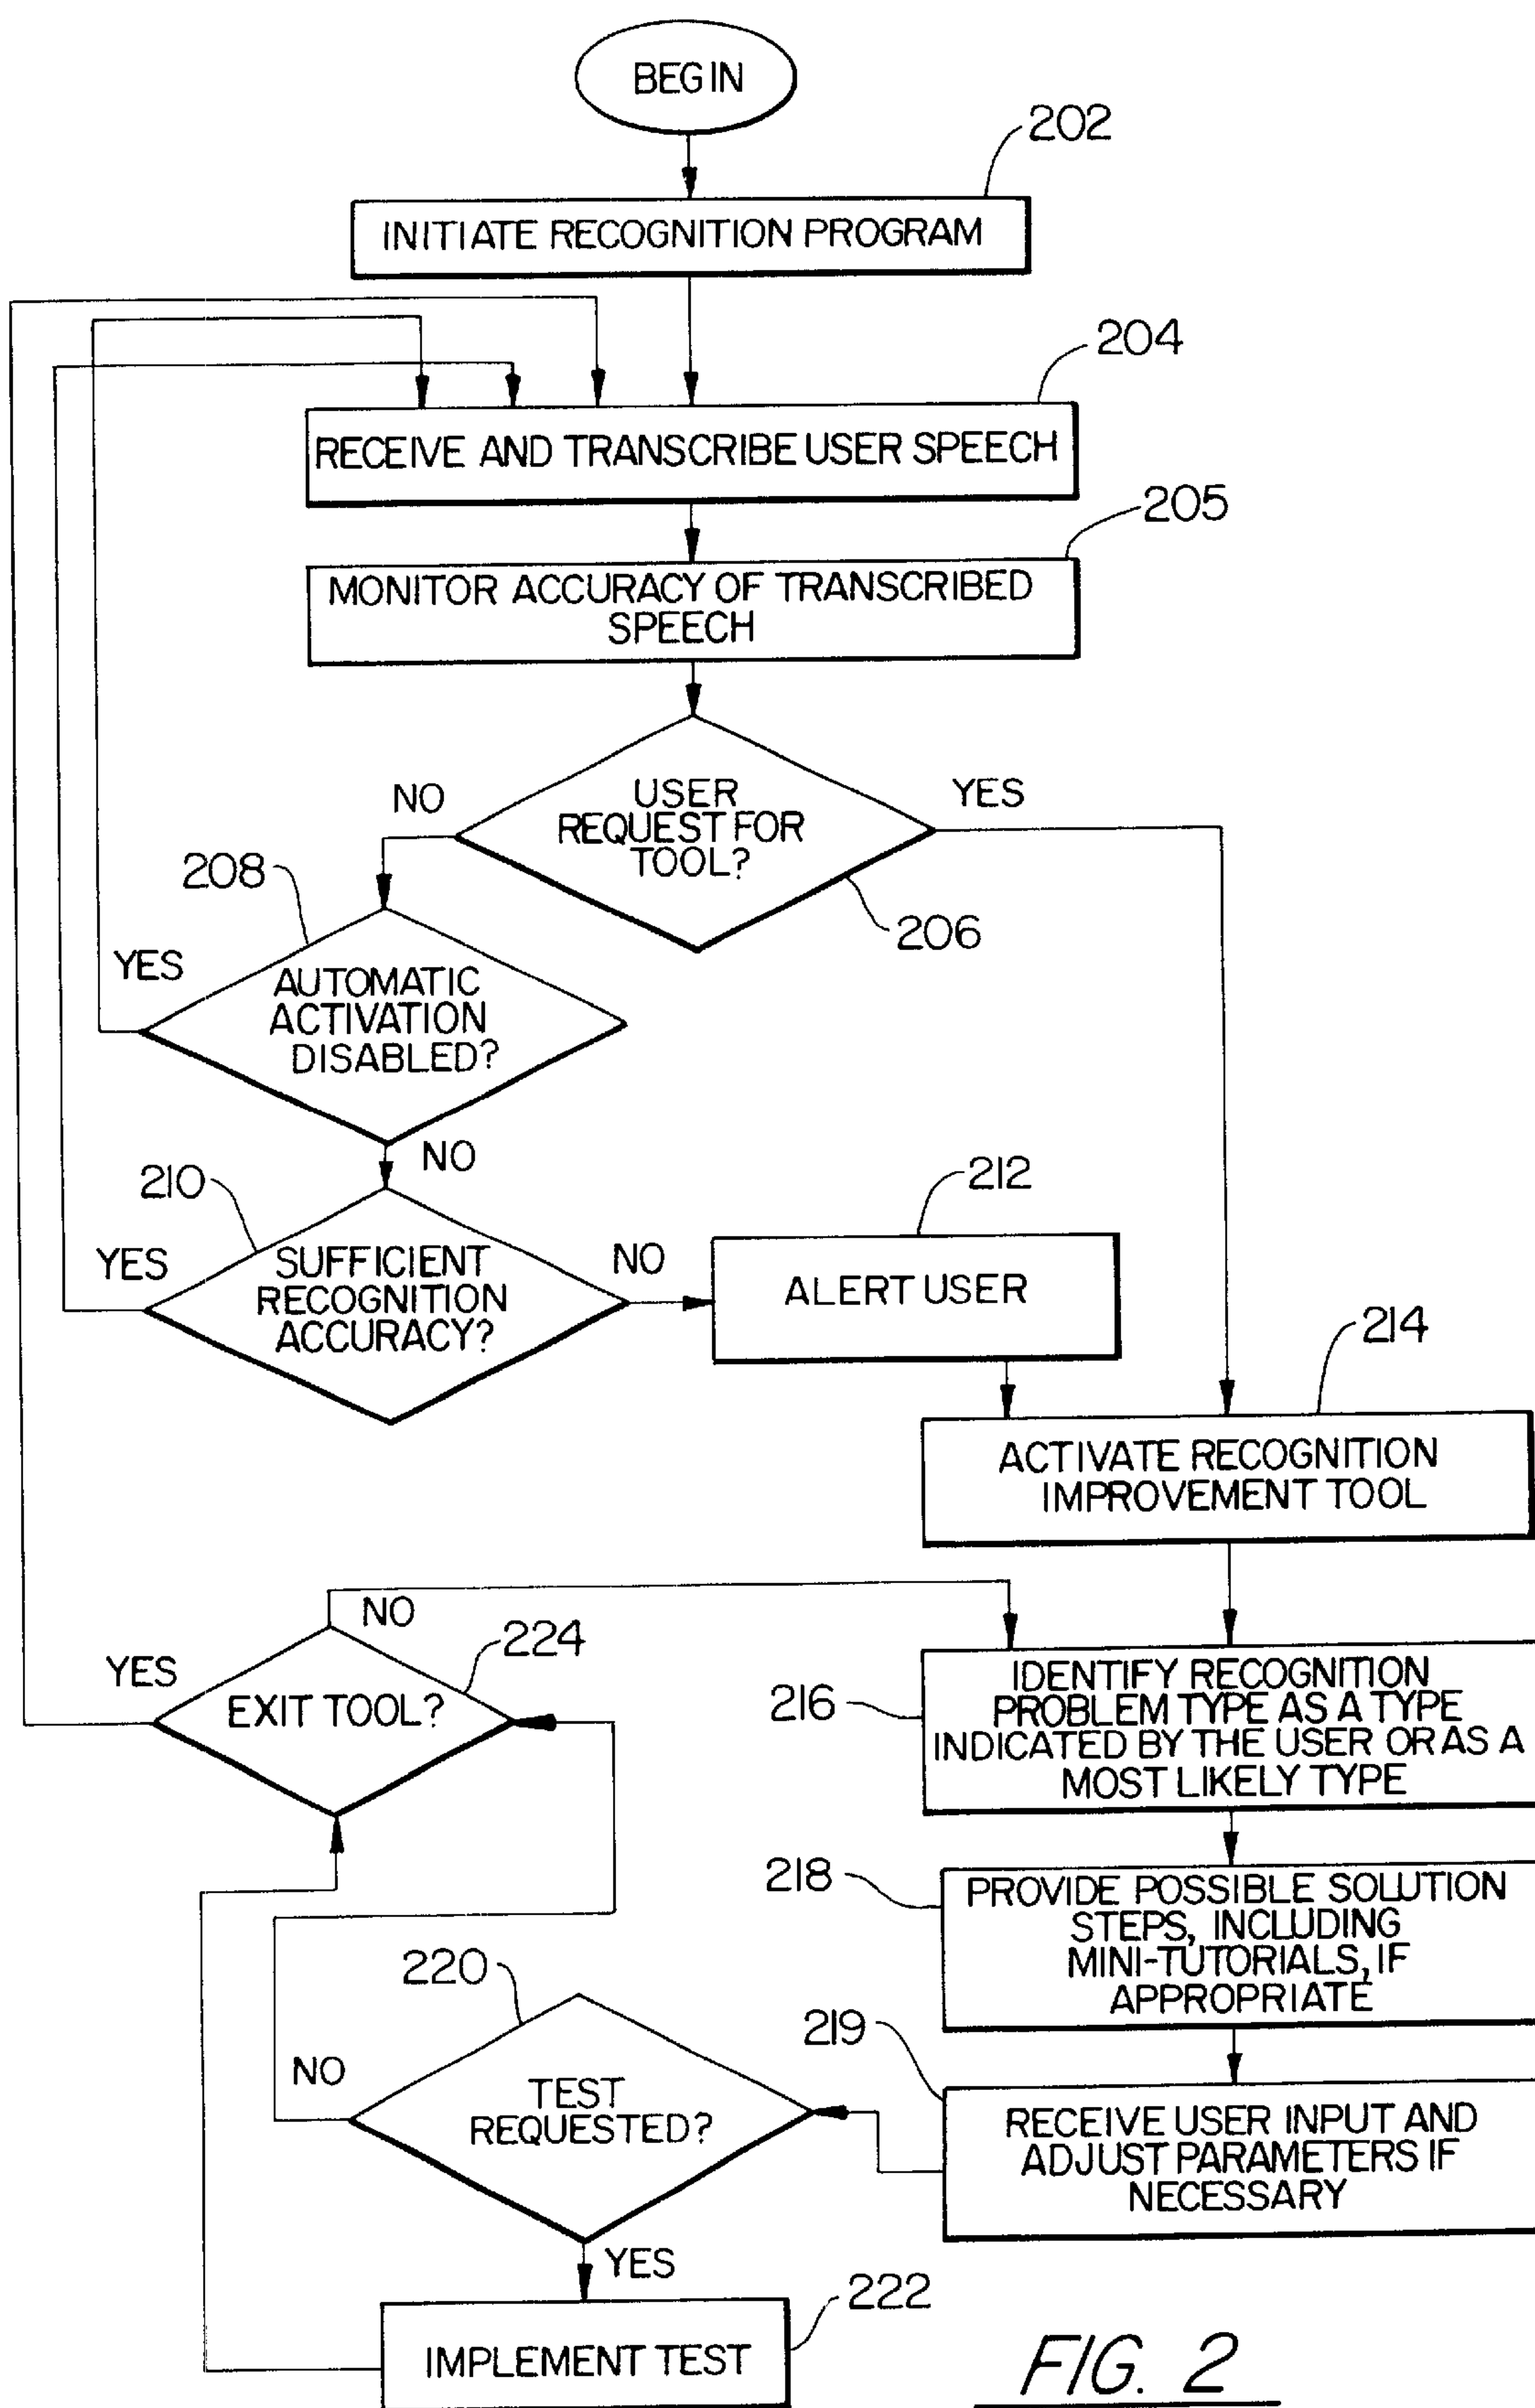 BEGIN
202
INITIATE RECOGNITION PROGRAM
204
RECEIVE AND TRANSCRIBE USER SPEECH
205
MONITOR ACCURACY OF TRANSCRIBED
SPEECH
NO
USER
REQUEST FOR
TOOL?
YES
206
208
YES
AUTOMATIC
ACTIVATION
DISABLED?
NO
210
YES
SUFFICIENT
RECOGNITION
ACCURACY?
NO
212
ALERT USER
214
ACTIVATE RECOGNITION
IMPROVEMENT TOOL
NO
224
YES
EXIT TOOL?
216
IDENTIFY RECOGNITION
PROBLEM TYPE AS A TYPE
INDICATED BY THE USER OR AS A
MOST LIKELY TYPE
218
PROVIDE POSSIBLE SOLUTION
STEPS, INCLUDING
MINI-TUTORIALS, IF
APPROPRIATE
219
RECEIVE USER INPUT AND
ADJUST PARAMETERS IF
NECESSARY
220
NO
TEST
REQUESTED?
YES
222
IMPLEMENT TEST
FIG. 2